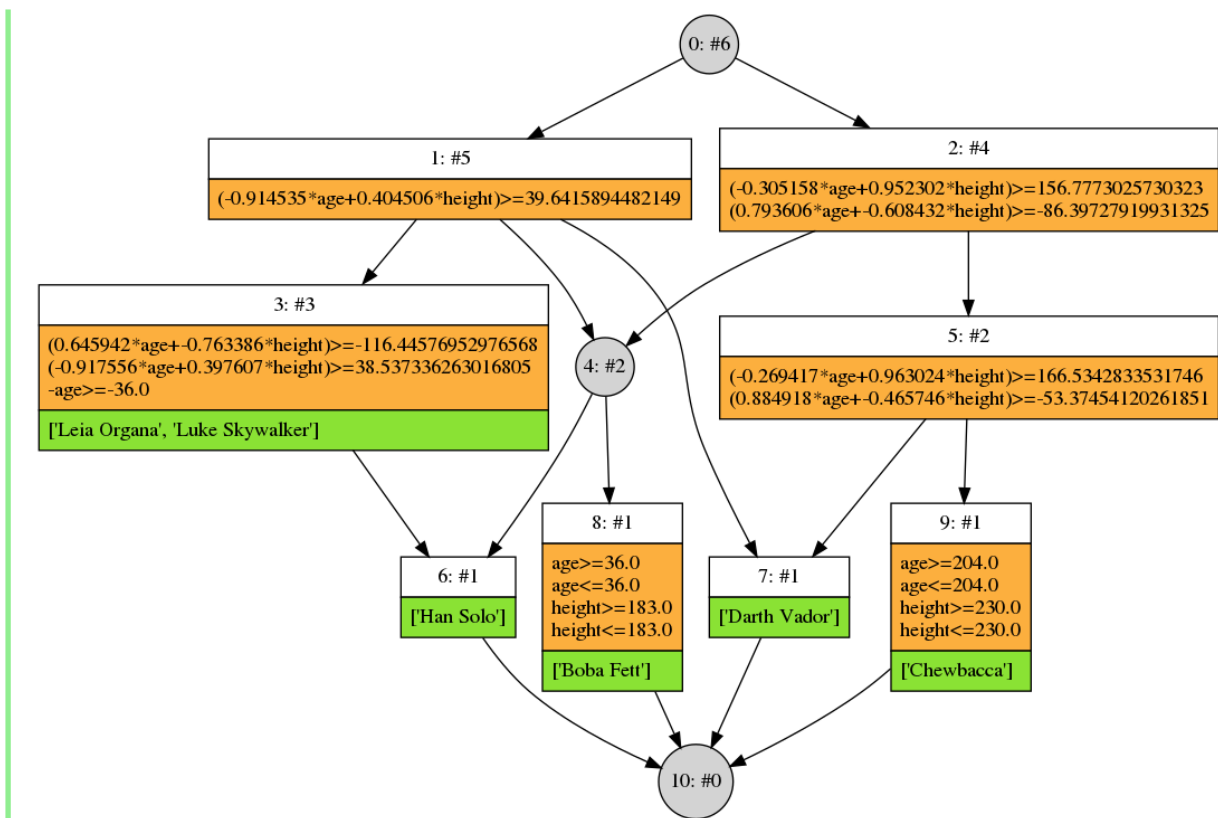 0: #6
1: #5
(-0.914535*age+0.404506*height)>=39.6415894482149
2: #4
(-0.305158*age+0.952302*height)>=156.7773025730323
(0.793606*age+-0.608432*height)>=-86.39727919931325
3: #3
(0.645942*age+-0.763386*height)>=-116.44576952976568
(-0.917556*age+0.397607*height)>=38.537336263016805
-age>=-36.0
['Leia Organa', 'Luke Skywalker']
4: #2
5: #2
(-0.269417*age+0.963024*height)>=166.5342833531746
(0.884918*age+-0.465746*height)>=-53.37454120261851
6: #1
['Han Solo']
8: #1
age>=36.0
age<=36.0
height>=183.0
height<=183.0
['Boba Fett']
7: #1
['Darth Vador']
9: #1
age>=204.0
age<=204.0
height>=230.0
height<=230.0
['Chewbacca']
10: #0